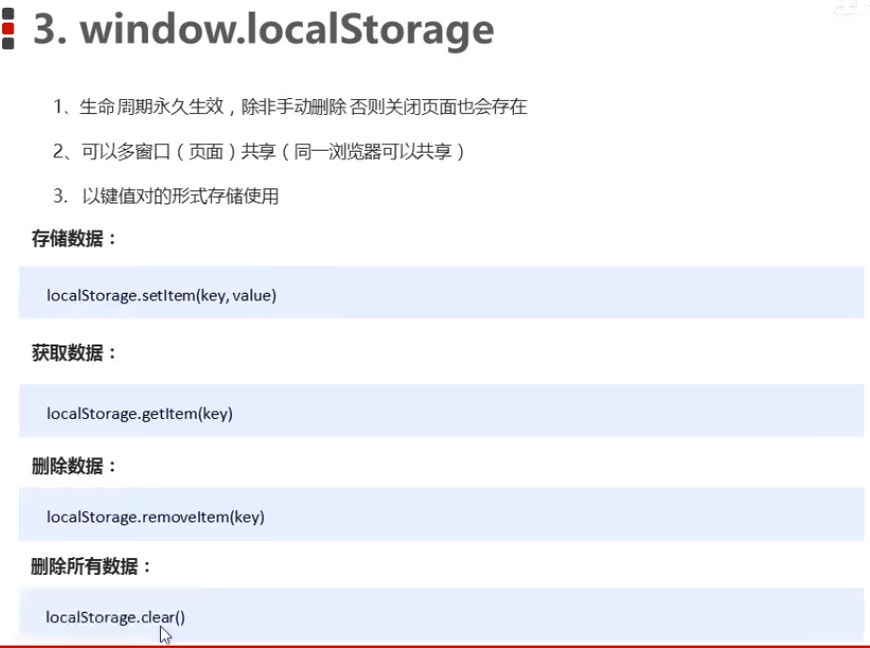 3. window.localStorage
1、生命周期永久生效，除非手动删除 否则关闭页面也会存在
2、可以多窗口（页面）共享（同一浏览器可以共享）
3. 以键值对的形式存储使用
存储数据：
localStorage.setItem(key, value)
获取数据：
localStorage.getItem(key)
删除数据：
localStorage.removeItem(key)
删除所有数据：
localStorage.clear()